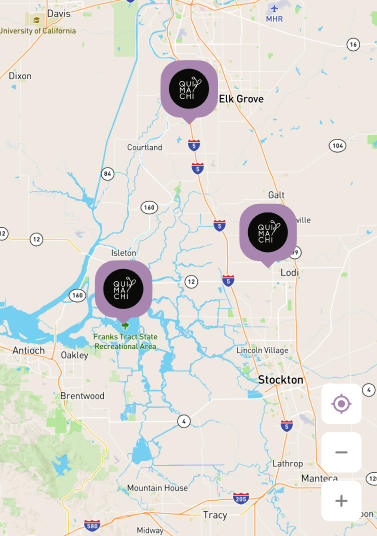 Davis
University of California
MHR
16
Dixon
QUI
MA
CHI
Elk Grove
Courtland
5
5
104
84
160
Galt
QUI
MA
CHI
ville
5
99
12
12
Isleton
Lodi
QUI
MA
CHI
12
5
160
Franks Tract State
Recreational Area
Antioch
Oakley
Lincoln Village
Stockton
Brentwood
4
4
5
Lathrop
Manteca
Mountain House
205
Tracy
580
Midway